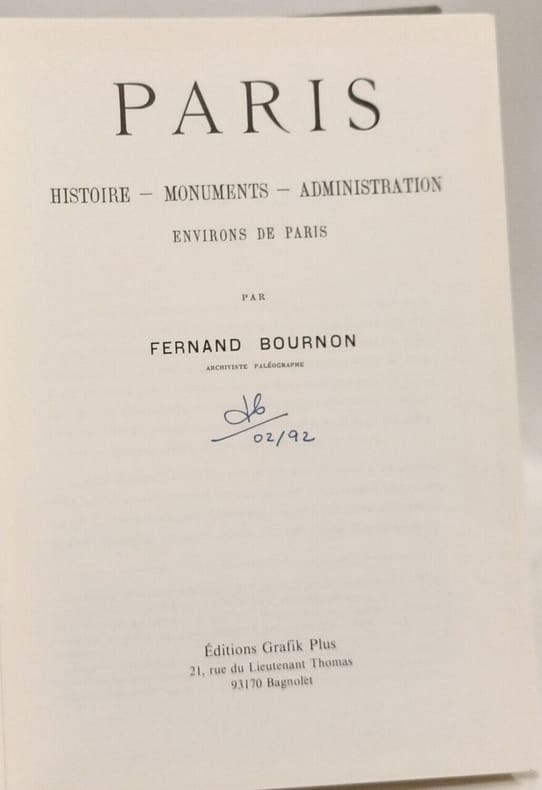 PARIS
HISTOIRE — MONUMENTS — ADMINISTRATION
ENVIRONS DE PARIS
PAR
FERNAND BOURNON
ARCHIVISTE PALÉOGRAPHE
02/92
Éditions Grafik Plus
21, rue du Lieutenant Thomas
93170 Bagnolet